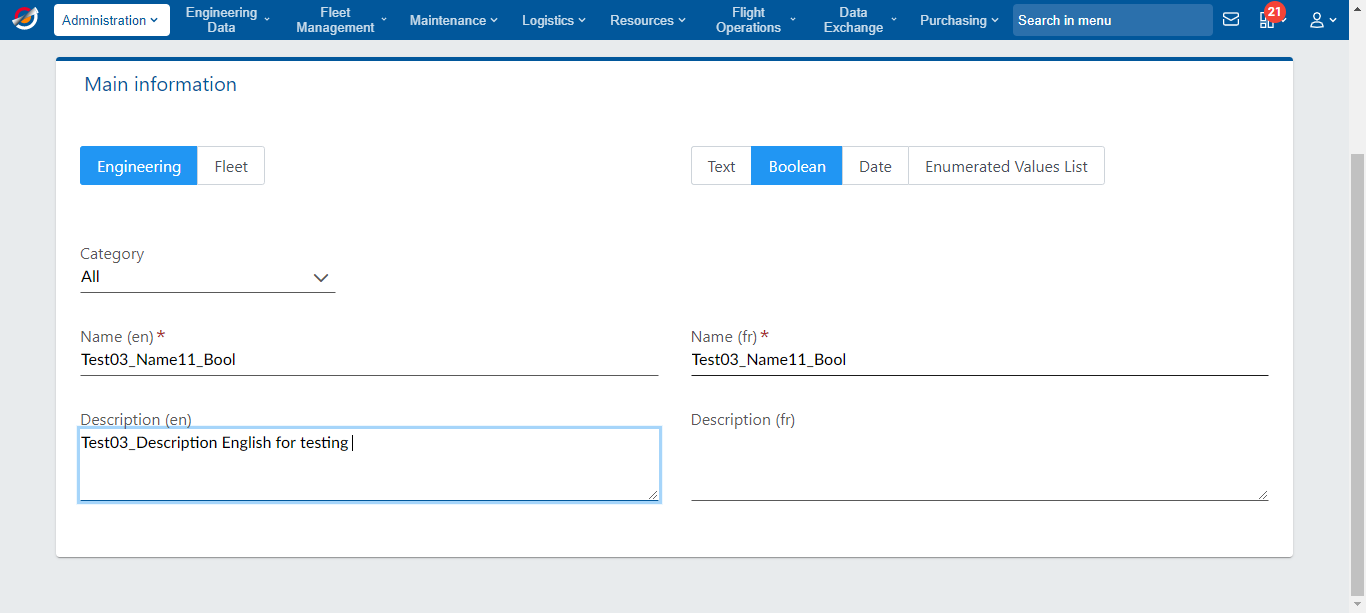 Administration
Engineering
Data
Fleet
Management
Maintenance
Logistics
Resources
Flight
Operations
Data
Exchange
Purchasing
Search in menu
21
Main information
Engineering
Fleet
Text
Boolean
Date
Enumerated Values List
Category
All
Name (en) *
Test03_Name11_Bool
Name (fr) *
Test03_Name11_Bool
Description (en)
Test03_Description English for testing
Description (fr)